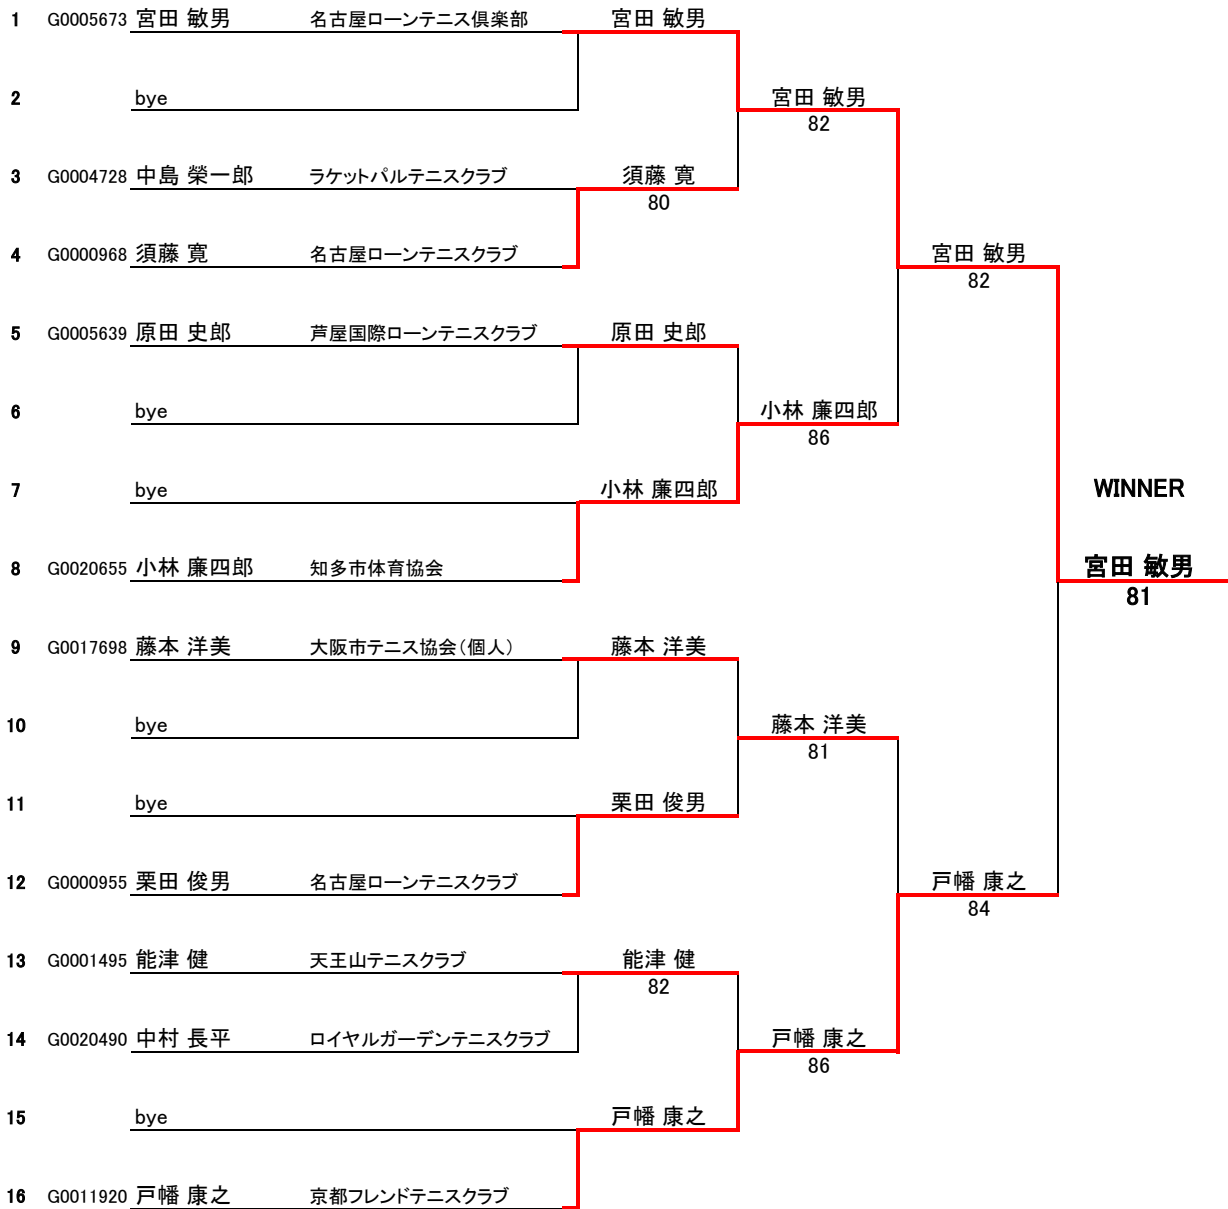 1 G0005673 宮田 敏男 名古屋ローンテニス倶楽部 宮田 敏男
2 bye 宮田 敏男
82
3 G0004728 中島 榮一郎 ラケットパルテニスクラブ 須藤 寛
80
4 G0000968 須藤 寛 名古屋ローンテニスクラブ 宮田 敏男
82
5 G0005639 原田 史郎 芦屋国際ローンテニスクラブ 原田 史郎
6 bye 小林 廉四郎
86
7 bye 小林 廉四郎 WINNER
8 G0020655 小林 廉四郎 知多市体育協会 宮田 敏男
81
9 G0017698 藤本 洋美 大阪市テニス協会(個人) 藤本 洋美
10 bye 藤本 洋美
81
11 bye 栗田 俊男
12 G0000955 栗田 俊男 名古屋ローンテニスクラブ 戸幡 康之
84
13 G0001495 能津 健 天王山テニスクラブ 能津 健
82
14 G0020490 中村 長平 ロイヤルガーデンテニスクラブ 戸幡 康之
86
15 bye 戸幡 康之
16 G0011920 戸幡 康之 京都フレンドテニスクラブ